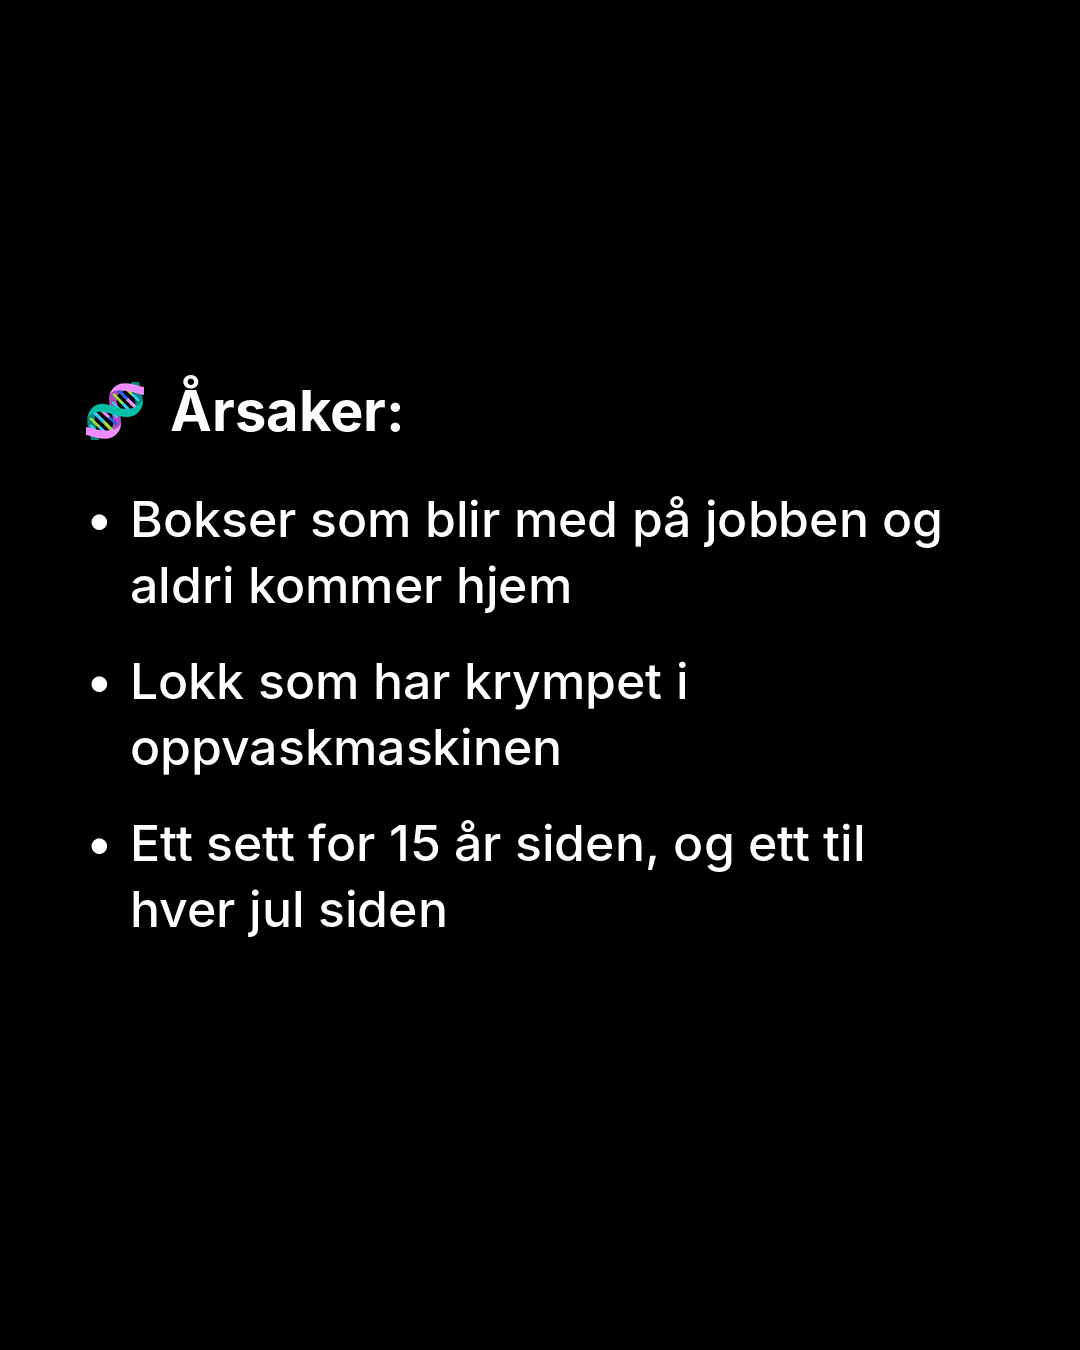 🧬 Årsaker:
• Bokser som blir med på jobben og
aldri kommer hjem
• Lokk som har krympet i
oppvaskmaskinen
• Ett sett for 15 år siden, og ett til
hver jul siden